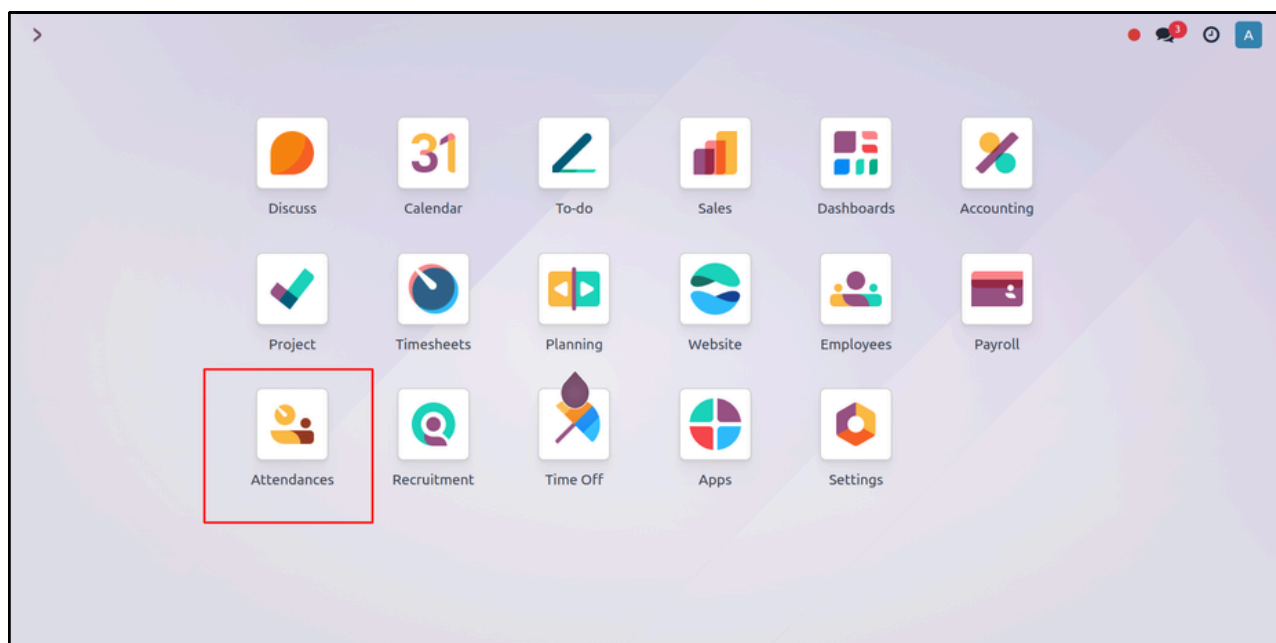 3
A
31
Discuss
Calendar
To-do
Sales
Dashboards
Accounting
Project
Timesheets
Planning
Website
Employees
Payroll
Attendances
Recruitment
Time Off
Apps
Settings